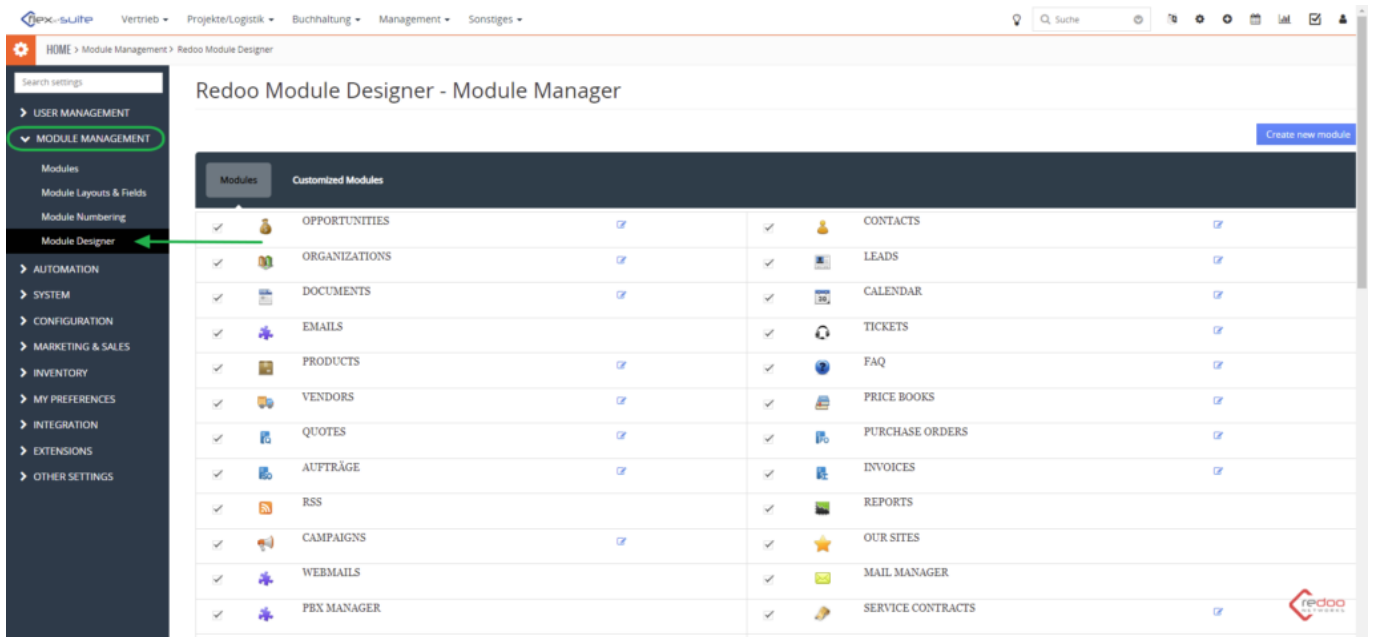 flex-suite Vertrieb Projekte/Logistik Buchhaltung Management Sonstiges Suche
HOME > Module Management > Redoo Module Designer
Search settings
USER MANAGEMENT
MODULE MANAGEMENT
Modules
Module Layouts & Fields
Module Numbering
Module Designer
AUTOMATION
SYSTEM
CONFIGURATION
MARKETING & SALES
INVENTORY
MY PREFERENCES
INTEGRATION
EXTENSIONS
OTHER SETTINGS
Redoo Module Designer - Module Manager
Create new module
Modules Customized Modules
OPPORTUNITIES CONTACTS
ORGANIZATIONS LEADS
DOCUMENTS CALENDAR
EMAILS TICKETS
PRODUCTS FAQ
VENDORS PRICE BOOKS
QUOTES PURCHASE ORDERS
AUFTRÄGE INVOICES
RSS REPORTS
CAMPAIGNS OUR SITES
WEBMAILS MAIL MANAGER
PBX MANAGER SERVICE CONTRACTS
redoo
NETWORKS